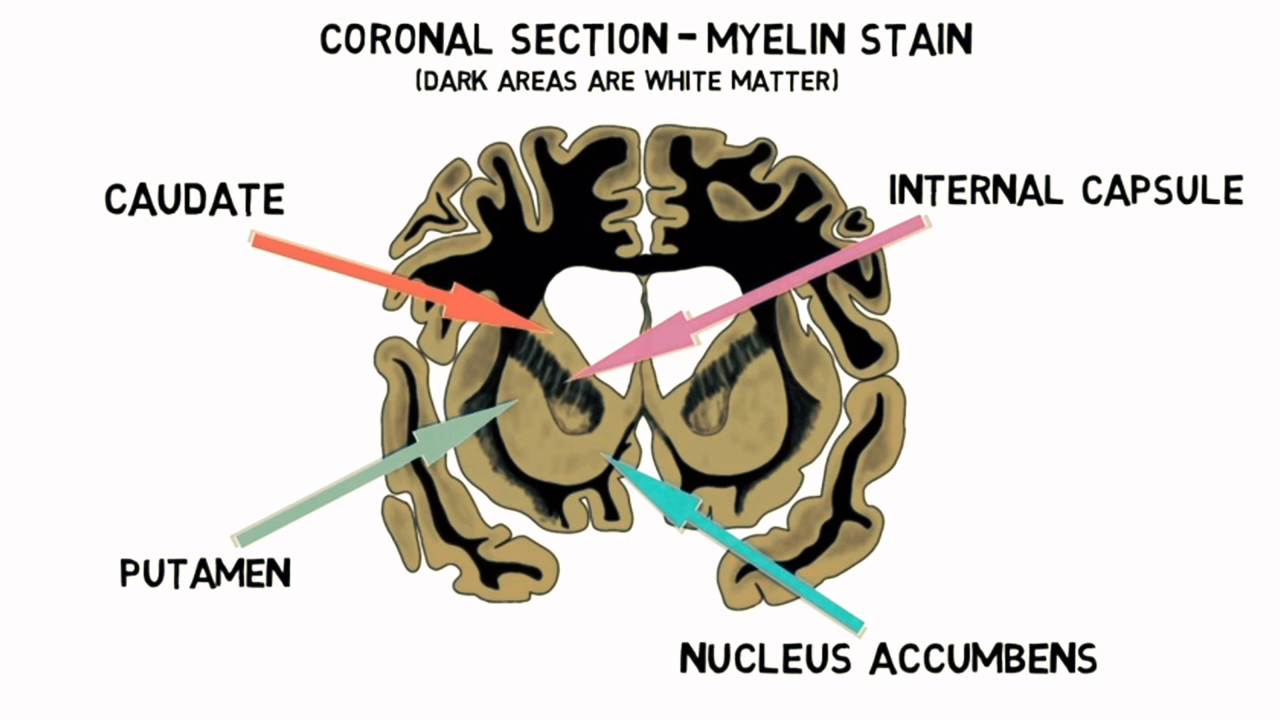 CORONAL SECTION - MYELIN STAIN
(DARK AREAS ARE WHITE MATTER)
CAUDATE
INTERNAL CAPSULE
PUTAMEN
NUCLEUS ACCUMBENS